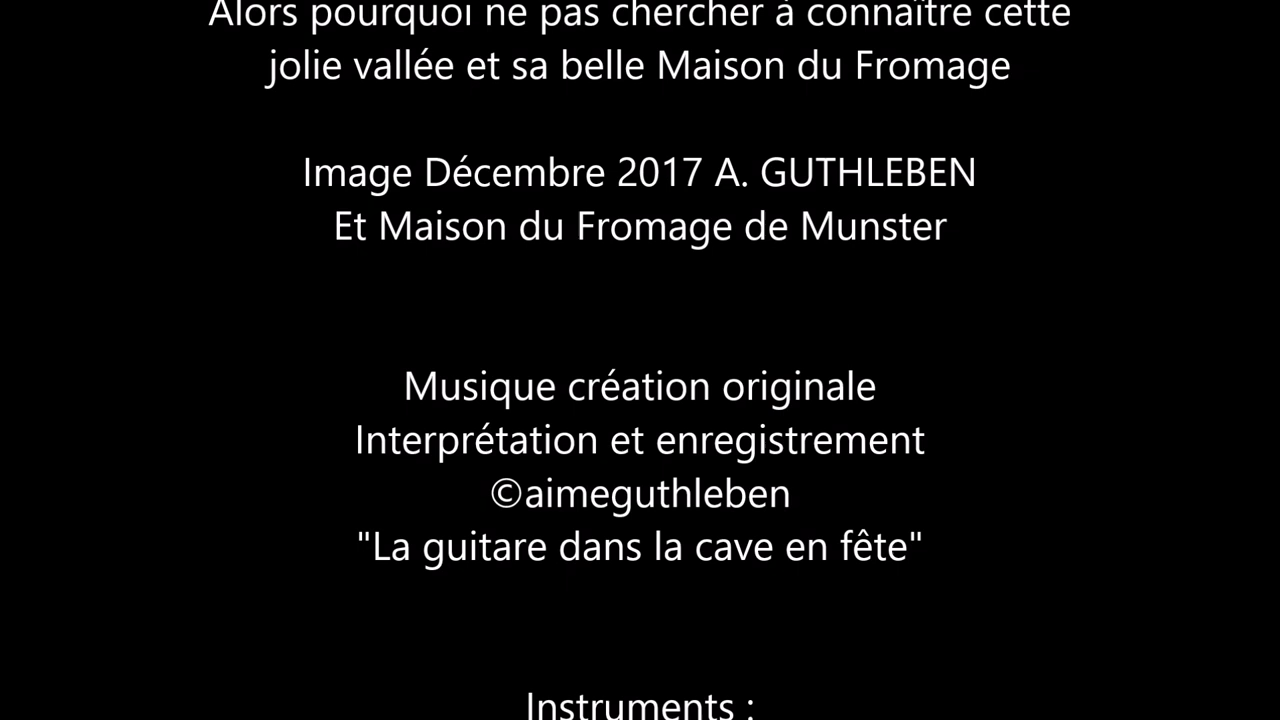 Alors pourquoi ne pas chercher à connaître cette
jolie vallée et sa belle Maison du Fromage
Image Décembre 2017 A. GUTHLEBEN
Et Maison du Fromage de Munster
Musique création originale
Interprétation et enregistrement
©aimeguthleben
"La guitare dans la cave en fête"
Instruments :